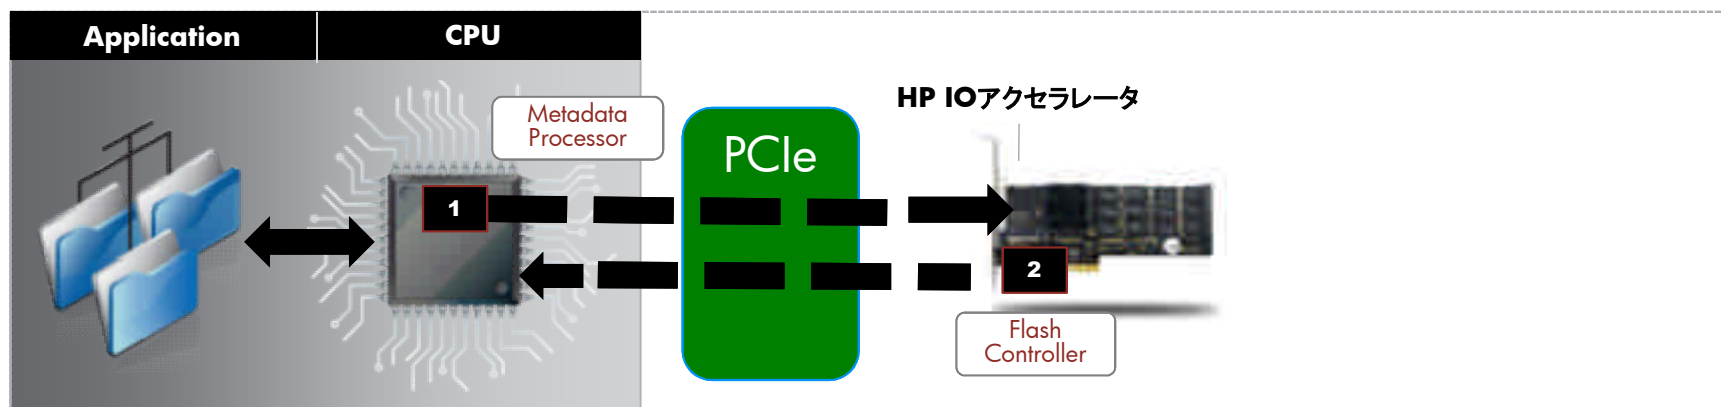 Application
CPU
Metadata
Processor
PCIe
HP IOアクセラレータ
1
2
Flash
Controller